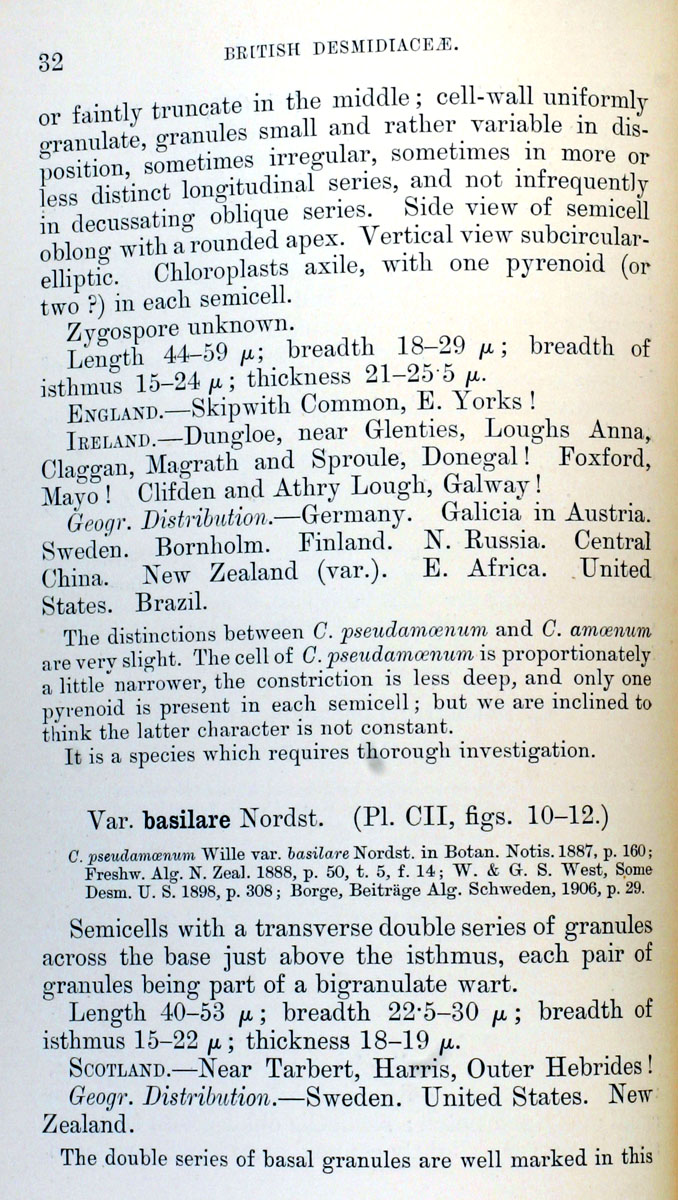 32
BRITISH DESMIDIACEÆ.
or faintly truncate in the middle; cell-wall uniformly
granulate, granules small and rather variable in dis-
position, sometimes irregular, sometimes in more or
less distinct longitudinal series, and not infrequently
in decussating oblique series. Side view of semicell
oblong with a rounded apex. Vertical view subcircular-
elliptic. Chloroplasts axile, with one pyrenoid (or
two ?) in each semicell.
Zygospore unknown.
Length 44–59 μ; breadth 18–29 μ; breadth of
isthmus 15–24 μ; thickness 21–25·5 μ.
ENGLAND.—Skipwith Common, E. Yorks!
IRELAND.—Dungloe, near Glenties, Loughs Anna,
Claggan, Magrath and Sproule, Donegal! Foxford,
Mayo! Clifden and Athry Lough, Galway!
Geogr. Distribution.—Germany. Galicia in Austria.
Sweden. Bornholm. Finland. N. Russia. Central
China. New Zealand (var.). E. Africa. United
States. Brazil.
The distinctions between C. pseudamœnum and C. amœnum
are very slight. The cell of C. pseudamœnum is proportionately
a little narrower, the constriction is less deep, and only one
pyrenoid is present in each semicell; but we are inclined to
think the latter character is not constant.
It is a species which requires thorough investigation.
Var. basilare Nordst. (Pl. CII, figs. 10–12.)
C. pseudamœnum Wille var. basilare Nordst. in Botan. Notis. 1887, p. 160;
Freshw. Alg. N. Zeal. 1888, p. 50, t. 5, f. 14; W. & G. S. West, Some
Desm. U. S. 1898, p. 308; Borge, Beiträge Alg. Schweden, 1906, p. 29.
Semicells with a transverse double series of granules
across the base just above the isthmus, each pair of
granules being part of a bigranulate wart.
Length 40–53 μ; breadth 22·5–30 μ; breadth of
isthmus 15–22 μ; thickness 18–19 μ.
SCOTLAND.—Near Tarbert, Harris, Outer Hebrides!
Geogr. Distribution.—Sweden. United States. New
Zealand.
The double series of basal granules are well marked in this